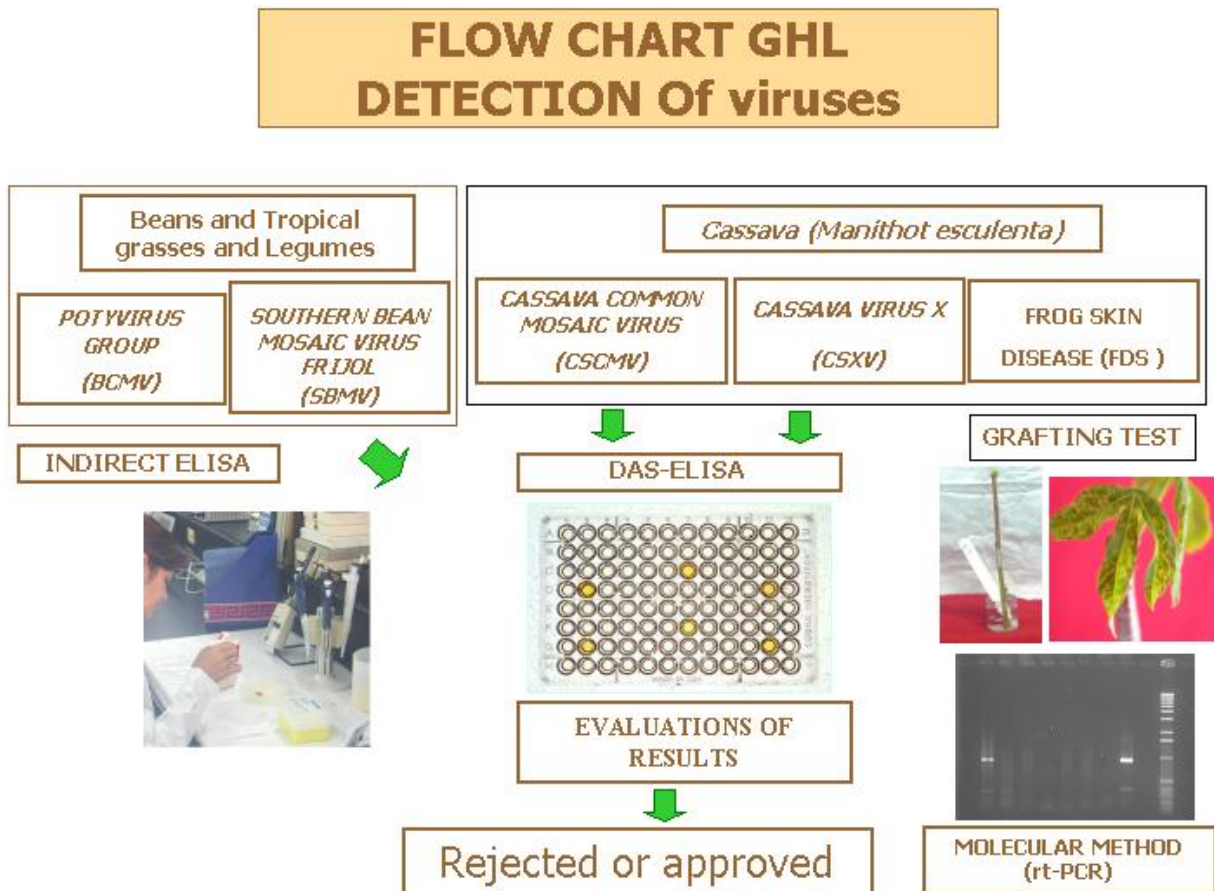 FLOW CHART GHL
DETECTION Of viruses
Beans and Tropical
grasses and Legumes
POTYVIRUS
GROUP
(BCMV)
SOUTHERN BEAN
MOSAIC VIRUS
FRIJOL
(SBMV)
Cassava (Manithot esculenta)
CASSAVA COMMON
MOSAIC VIRUS
(CSCMV)
CASSAVA VIRUS X
(CSXV)
FROG SKIN
DISEASE (FDS )
INDIRECT ELISA
DAS-ELISA
GRAFTING TEST
EVALUATIONS OF
RESULTS
Rejected or approved
MOLECULAR METHOD
(rt-PCR)